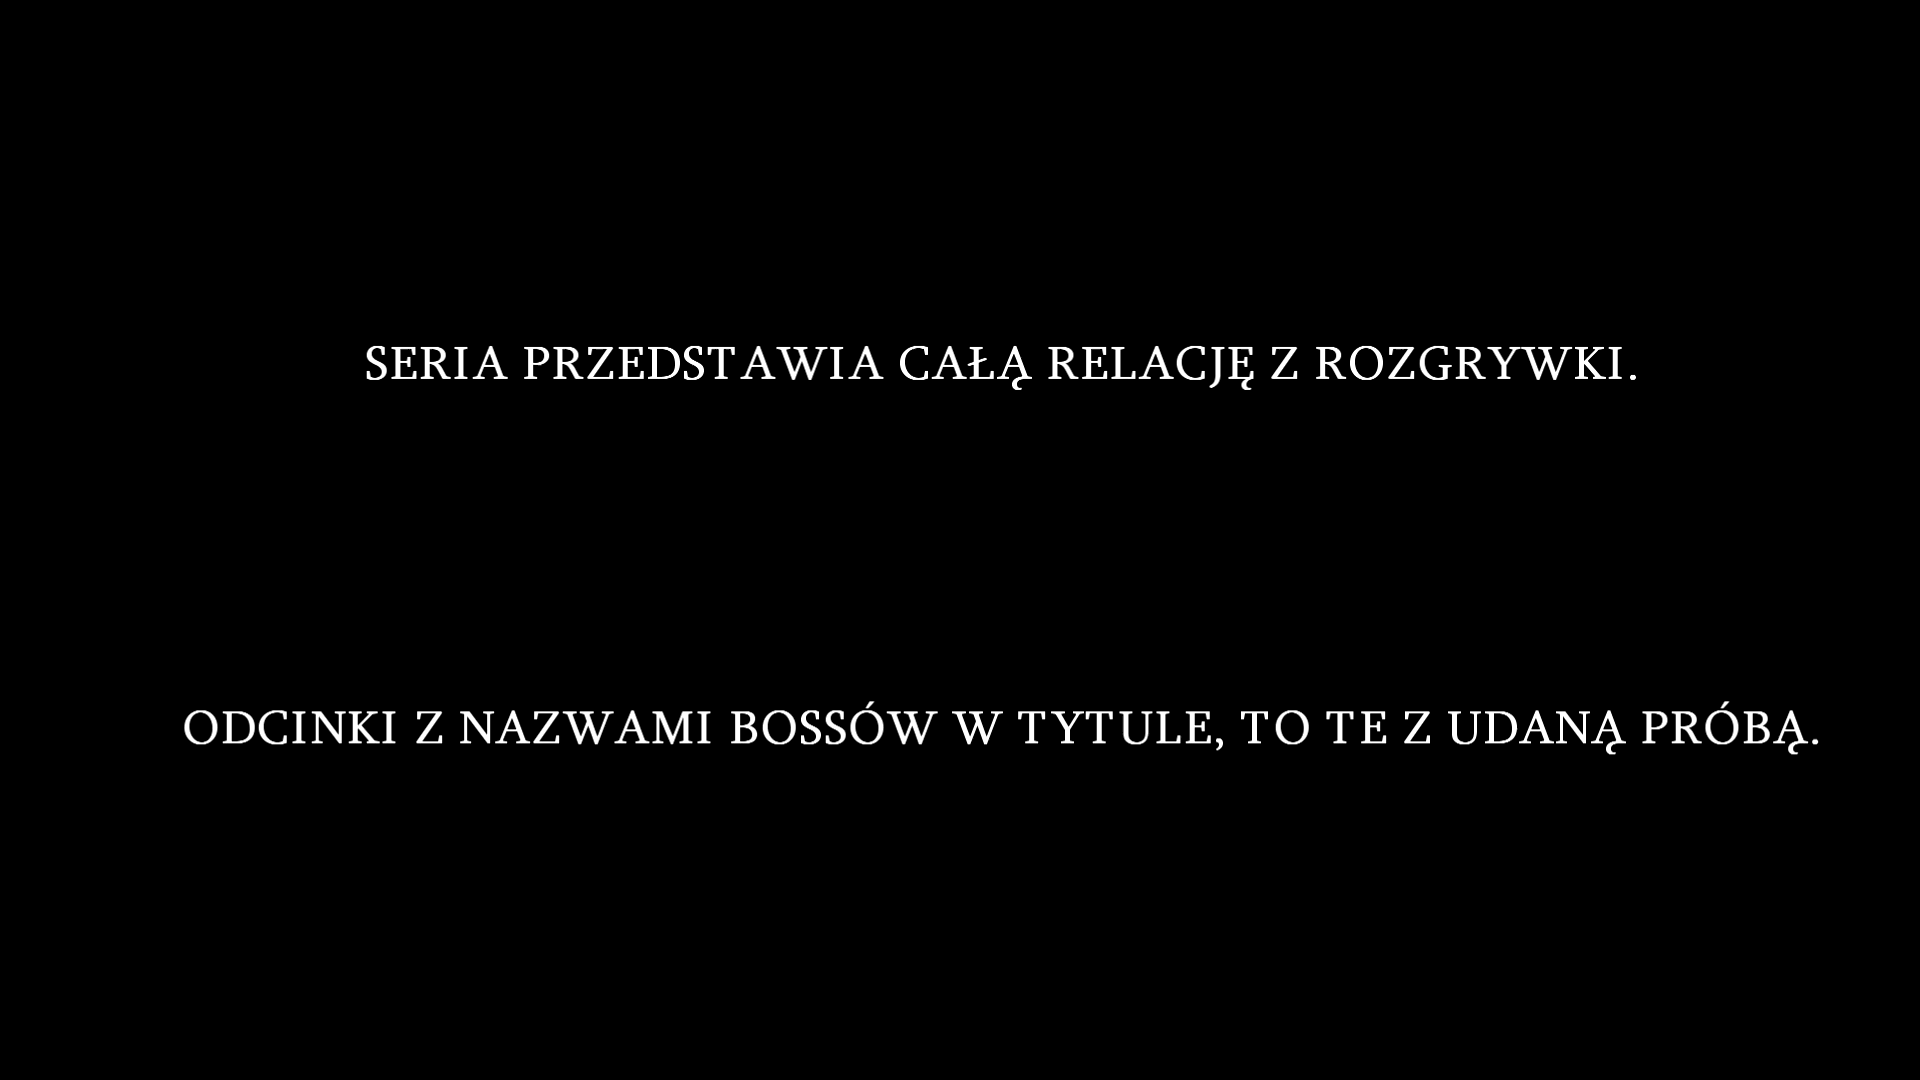 SERIA PRZEDSTAWIA CAŁĄ RELACJĘ Z ROZGRYWKI.
ODCINKI Z NAZWAMI BOSSÓW W TYTULE, TO TE Z UDANĄ PRÓBĄ.